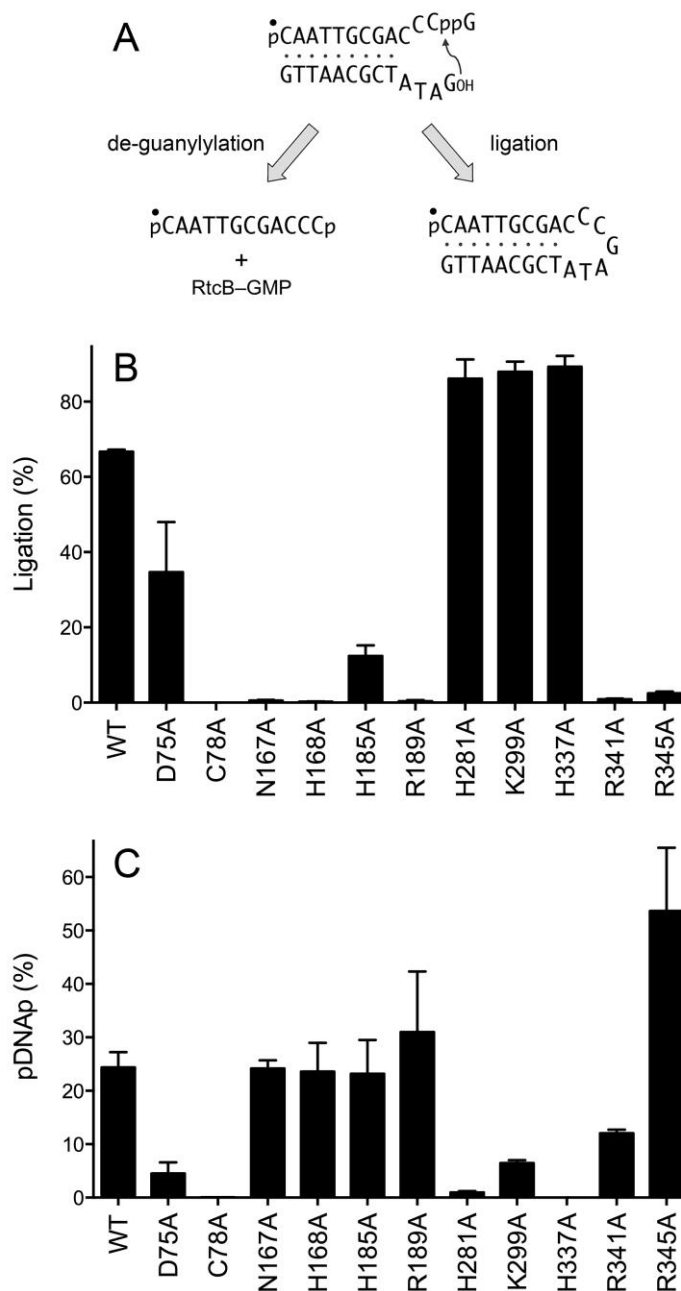 A
pCAATTGCGACCCppG
GTTAACGCTATAGOH
de-guanylylation
ligation
pCAATTGCGACCCp
+
RtcB–GMP
pCAATTGCGACCCG
GTTAACGCTATA
B
Ligation (%)
80
60
40
20
0
WT
D75A
C78A
N167A
H168A
H185A
R189A
H281A
K299A
H337A
R341A
R345A
C
pDNAp (%)
60
50
40
30
20
10
0
WT
D75A
C78A
N167A
H168A
H185A
R189A
H281A
K299A
H337A
R341A
R345A